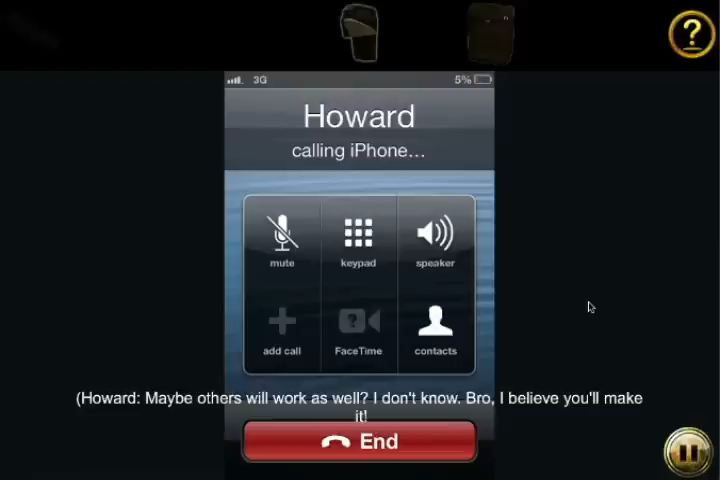 3G
5%
Howard
calling iPhone...
mute
keypad
speaker
add call
FaceTime
contacts
(Howard: Maybe others will work as well? I don't know. Bro, I believe you'll make
it!
End